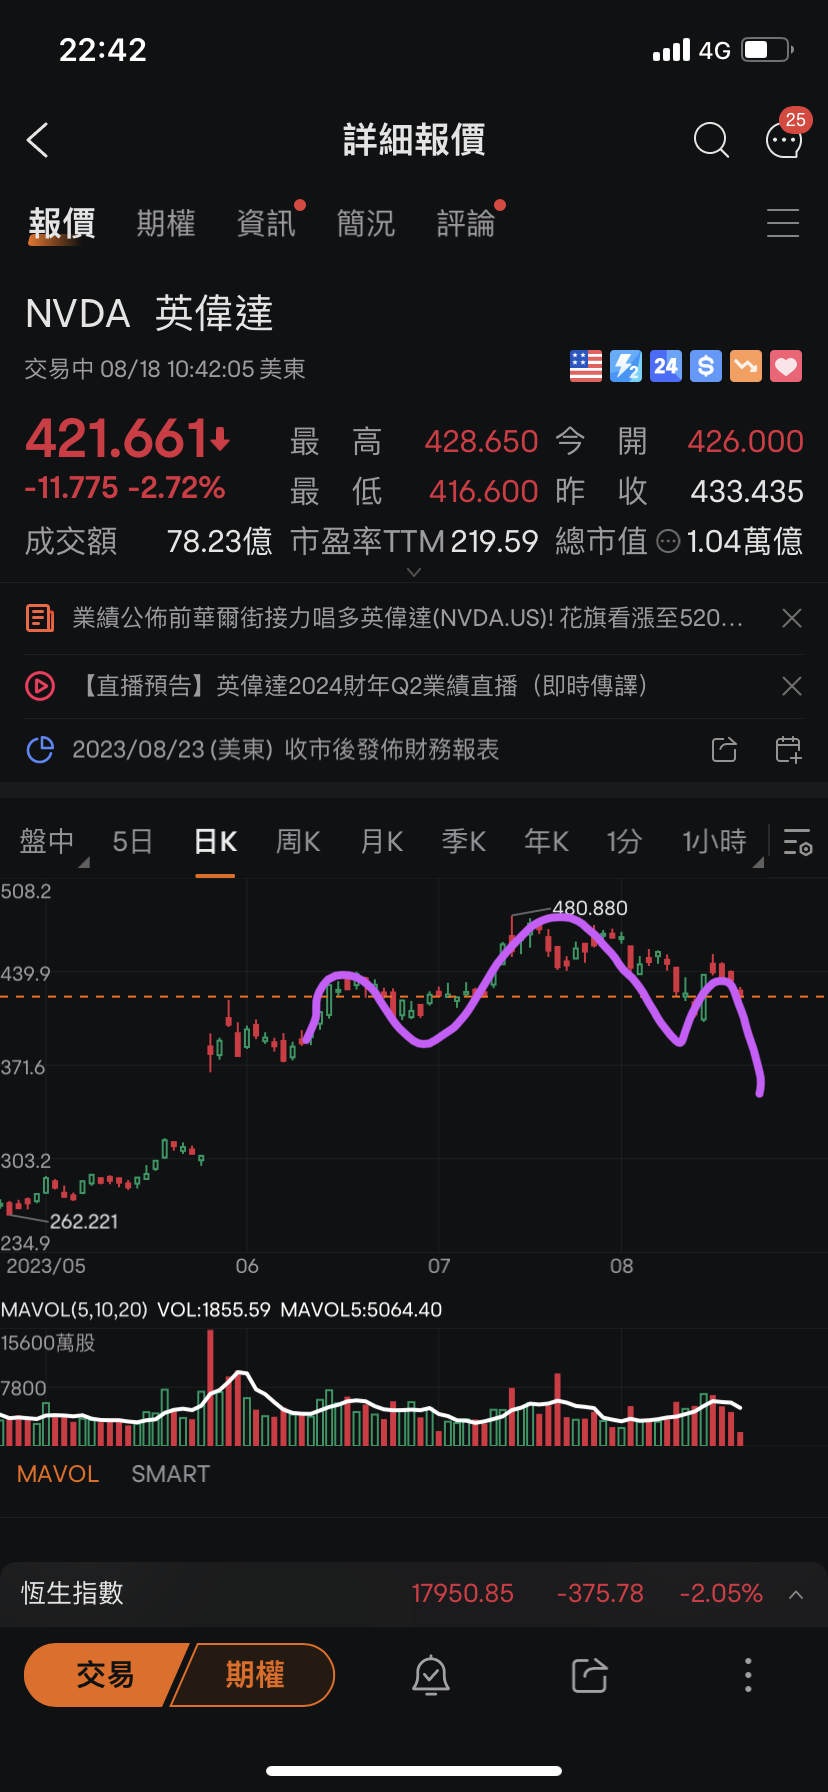 22:42 4G
詳細報價 25
報價 期權 資訊 簡況 評論
NVDA 英偉達
交易中 08/18 10:42:05 美東 2 24 $
421.661 最高 428.650 今開 426.000
-11.775 -2.72% 最低 416.600 昨收 433.435
成交額 78.23億 市盈率TTM 219.59 總市值 1.04萬億
業績公佈前華爾街接力唱多英偉達(NVDA.US)! 花旗看漲至520...
【直播預告】英偉達2024財年Q2業績直播（即時傳譯）
2023/08/23 (美東) 收市後發佈財務報表
盤中 5日 日K 周K 月K 季K 年K 1分 1小時
508.2
480.880
439.9
371.6
303.2
262.221
234.9
2023/05 06 07 08
MAVOL(5,10,20) VOL:1855.59 MAVOL5:5064.40
15600萬股
7800
MAVOL SMART
恆生指數 17950.85 -375.78 -2.05%
交易 期權